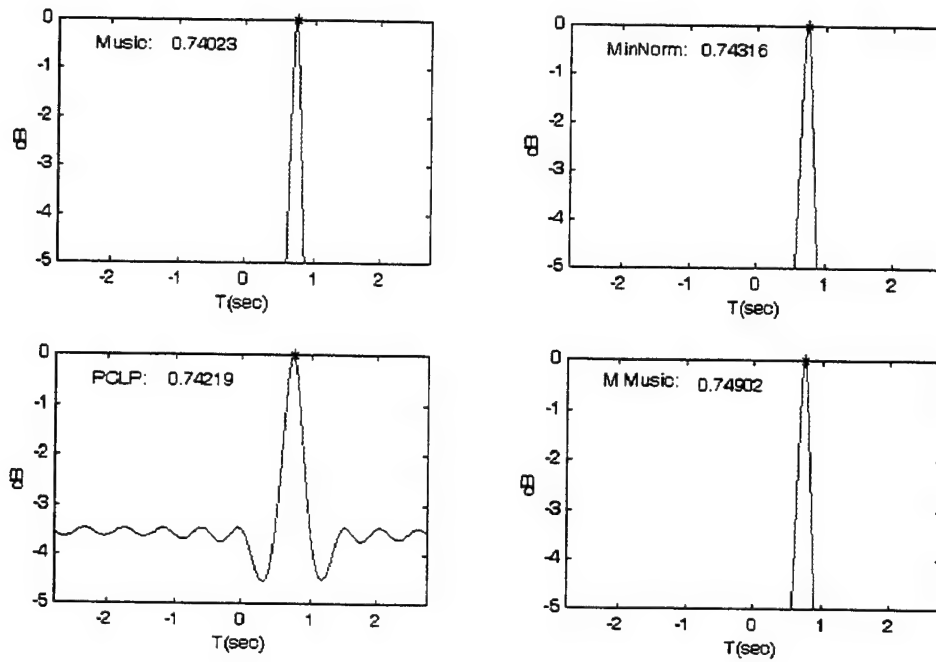 0
Music: 0.74023
-1
-2
dB
-3
-4
-5
-2 -1 0 1 2
T(sec)
0
MinNorm: 0.74316
-1
-2
dB
-3
-4
-5
-2 -1 0 1 2
T(sec)
0
PCLP: 0.74219
-1
-2
dB
-3
-4
-5
-2 -1 0 1 2
T(sec)
0
M Music: 0.74902
-1
-2
dB
-3
-4
-5
-2 -1 0 1 2
T(sec)